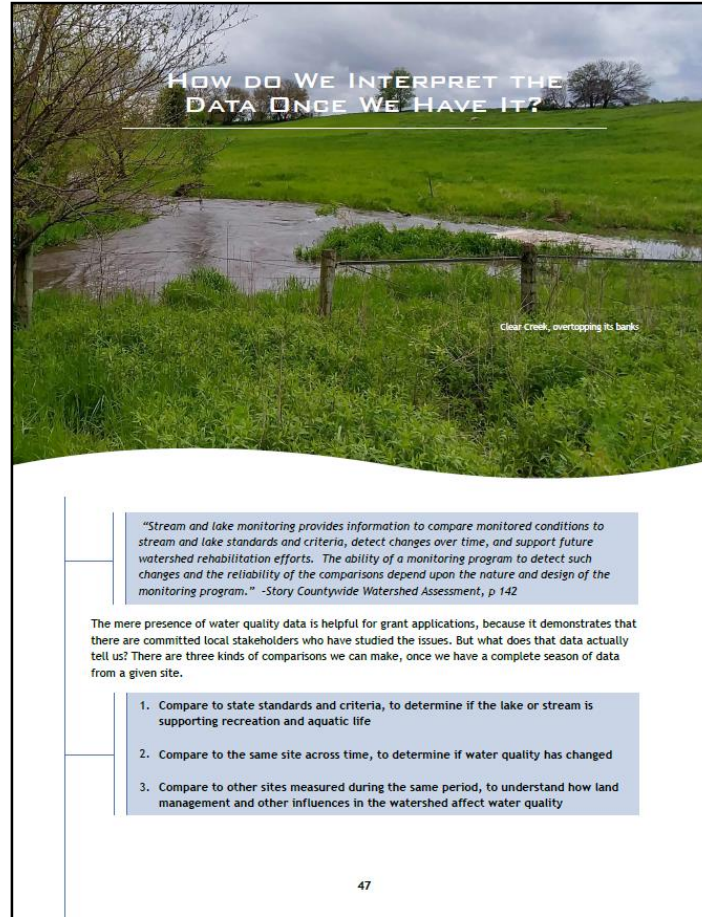 How do We Interpret the
Data Once We Have It?
Clear Creek, overtopping its banks
“Stream and lake monitoring provides information to compare monitored conditions to
stream and lake standards and criteria, detect changes over time, and support future
watershed rehabilitation efforts. The ability of a monitoring program to detect such
changes and the reliability of the comparisons depend upon the nature and design of the
monitoring program.” -Story Countywide Watershed Assessment, p 142
The mere presence of water quality data is helpful for grant applications, because it demonstrates that
there are committed local stakeholders who have studied the issues. But what does that data actually
tell us? There are three kinds of comparisons we can make, once we have a complete season of data
from a given site.
1. Compare to state standards and criteria, to determine if the lake or stream is
supporting recreation and aquatic life
2. Compare to the same site across time, to determine if water quality has changed
3. Compare to other sites measured during the same period, to understand how land
management and other influences in the watershed affect water quality
47